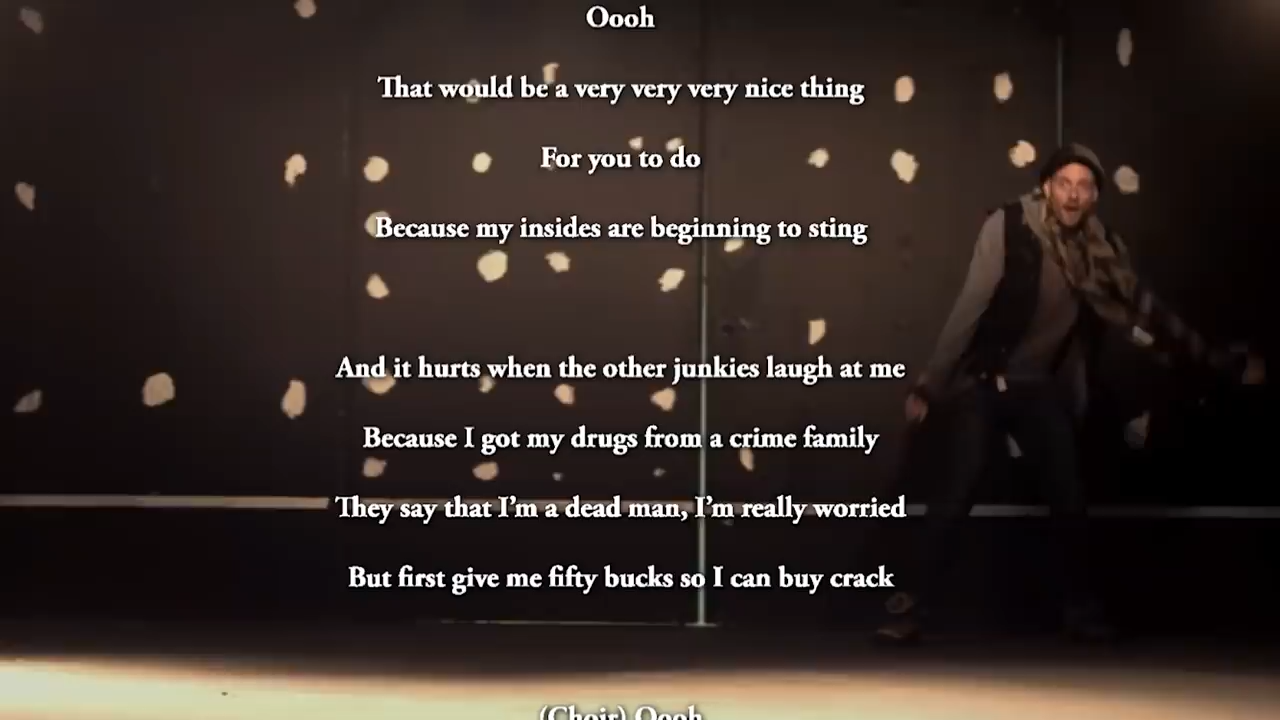 Oooh
That would be a very very very nice thing
For you to do
Because my insides are beginning to sting
And it hurts when the other junkies laugh at me
Because I got my drugs from a crime family
They say that I’m a dead man, I’m really worried
But first give me fifty bucks so I can buy crack
(Choir) Oooh